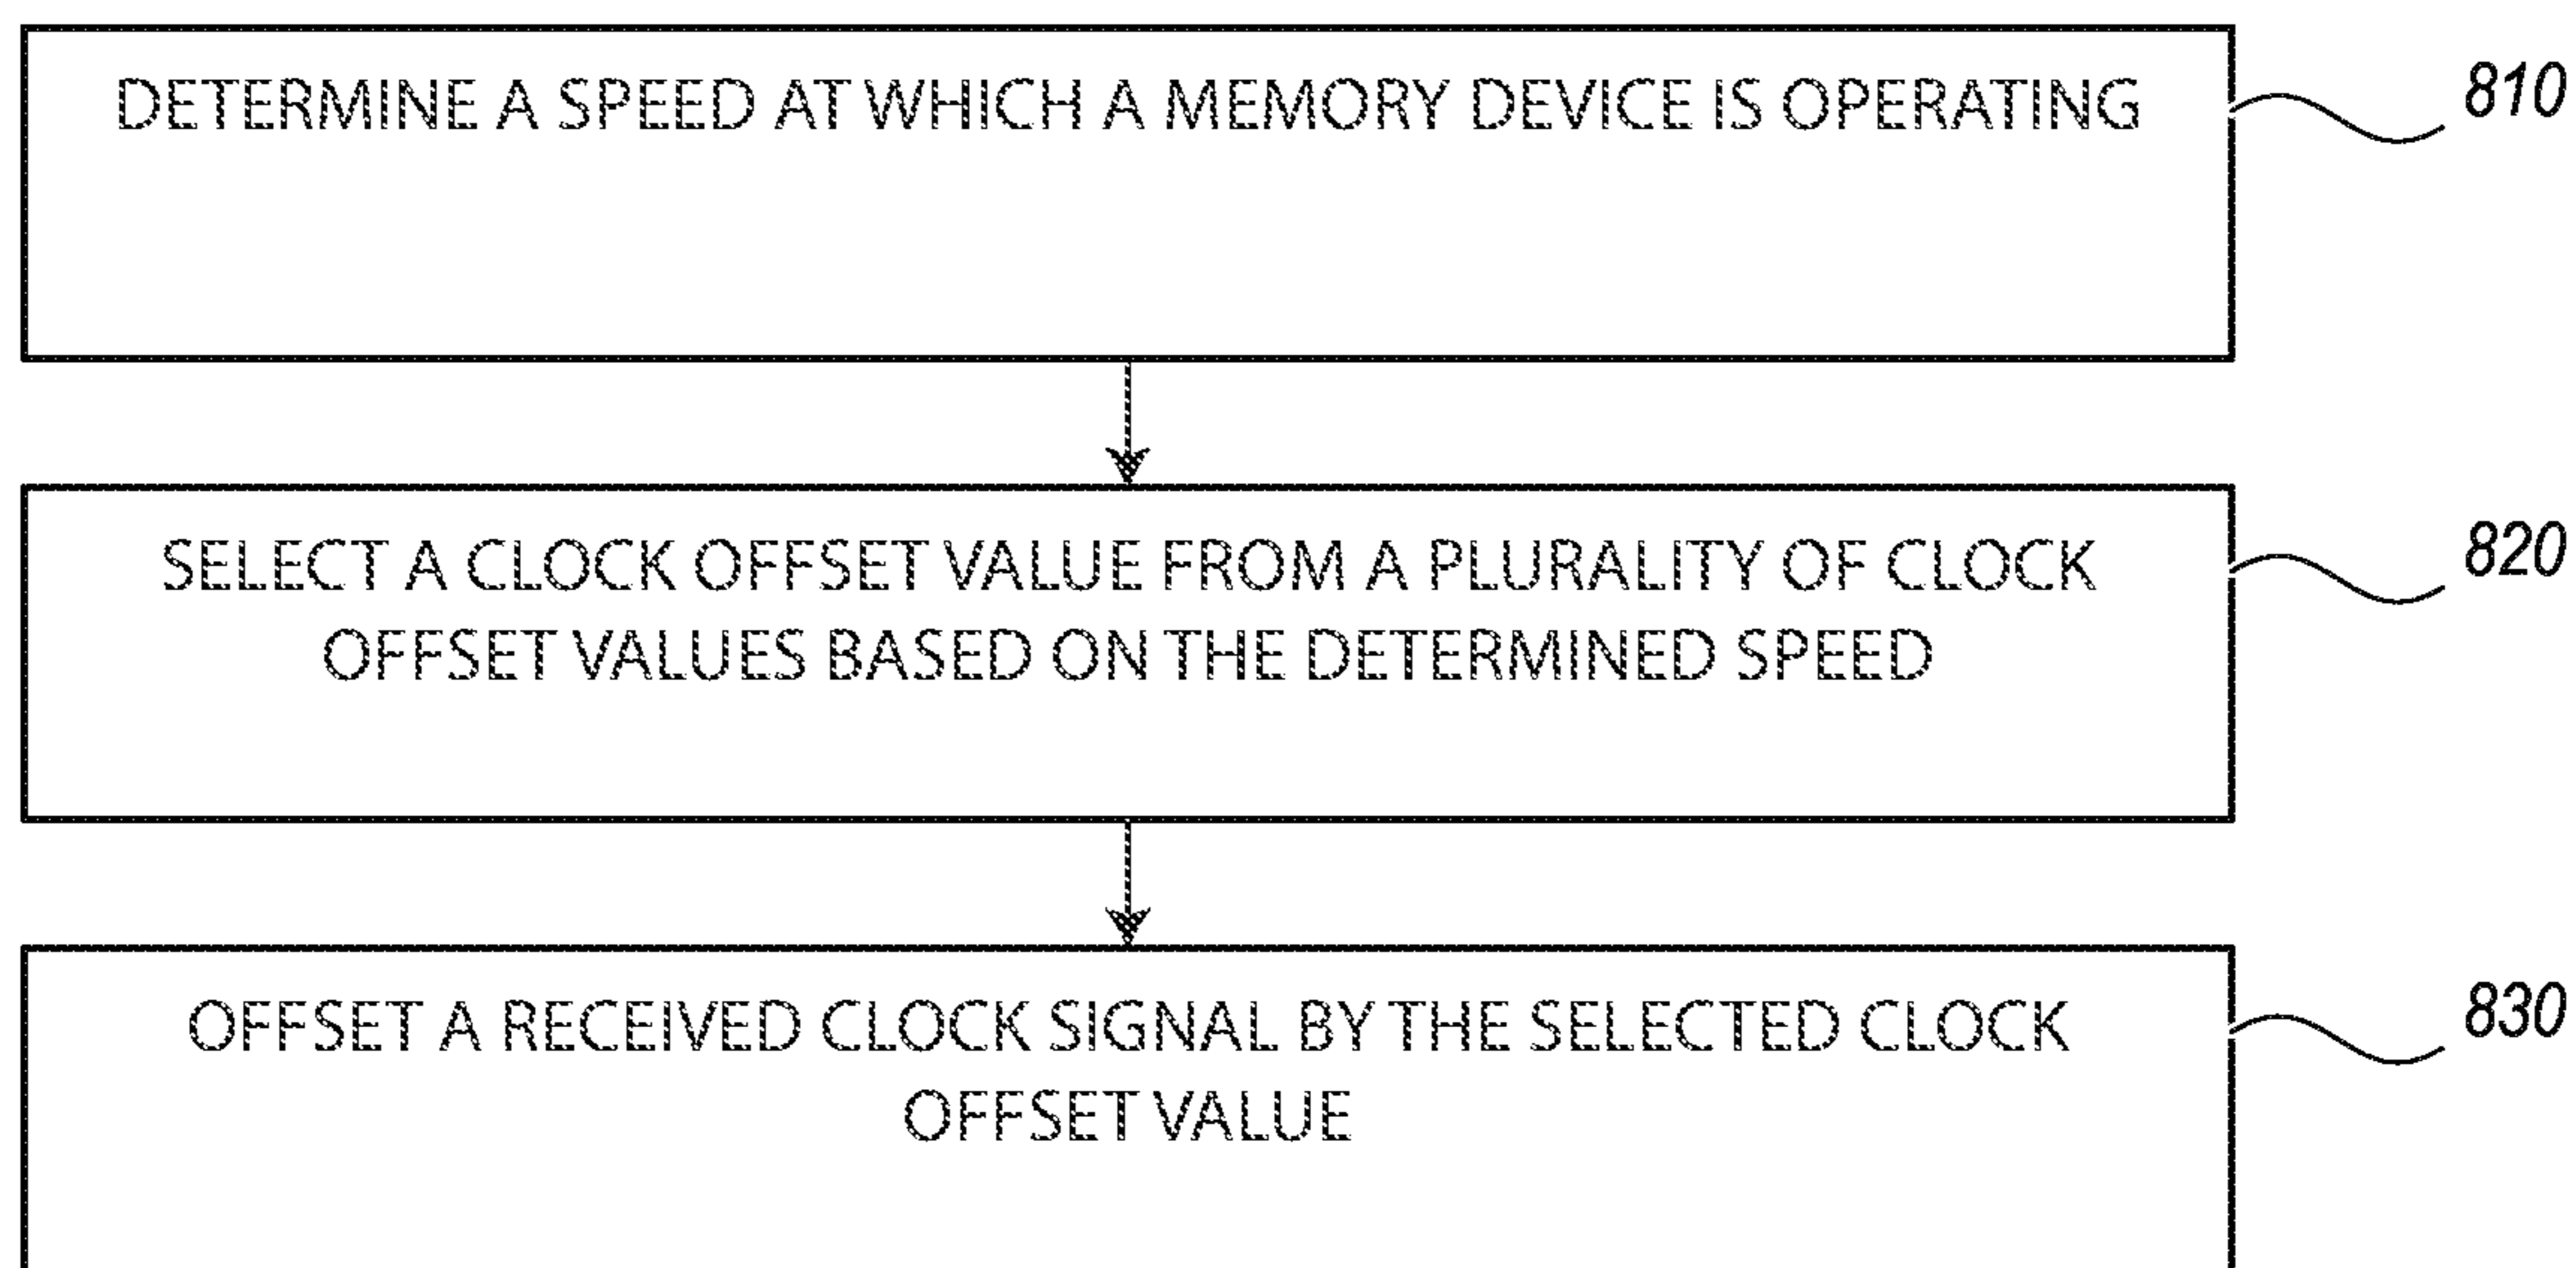 DETERMINE A SPEED AT WHICH A MEMORY DEVICE IS OPERATING
810
SELECT A CLOCK OFFSET VALUE FROM A PLURALITY OF CLOCK
OFFSET VALUES BASED ON THE DETERMINED SPEED
820
OFFSET A RECEIVED CLOCK SIGNAL BY THE SELECTED CLOCK
OFFSET VALUE
830